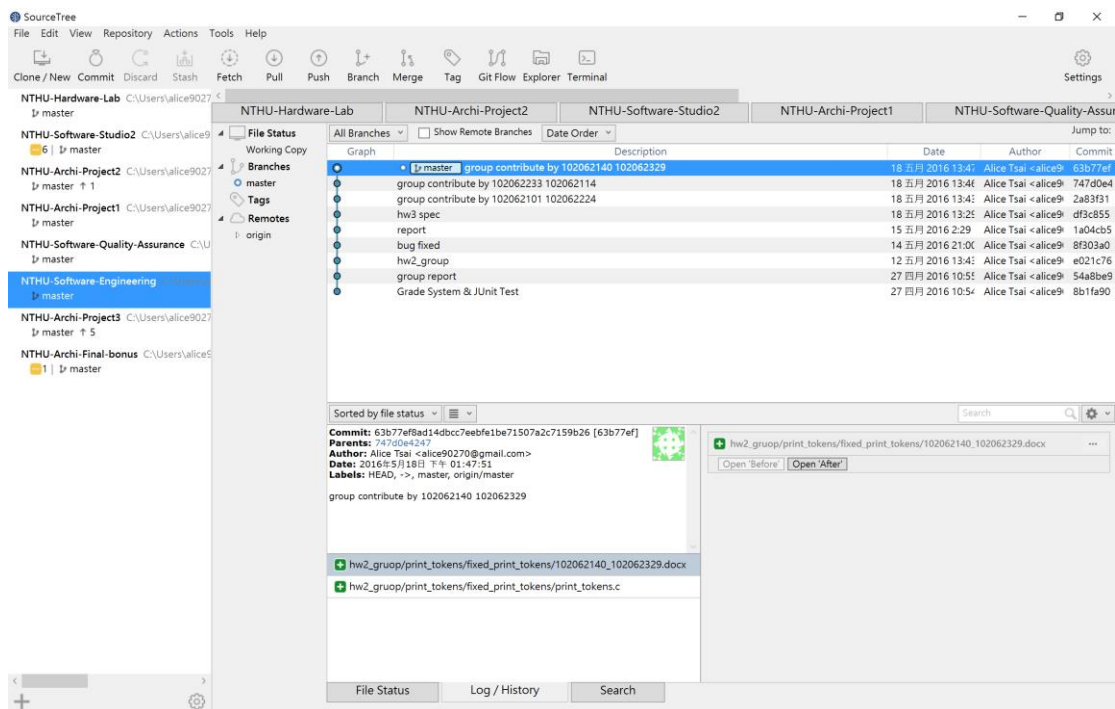 SourceTree
File Edit View Repository Actions Tools Help
Clone / New Commit Discard Stash Fetch Pull Push Branch Merge Tag Git Flow Explorer Terminal Settings
NTHU-Hardware-Lab C:\Users\alice9027
master
NTHU-Software-Studio2 C:\Users\alice9
6 | master
NTHU-Archi-Project2 C:\Users\alice9027
master ↑ 1
NTHU-Archi-Project1 C:\Users\alice9027
master
NTHU-Software-Quality-Assurance C:\U
master
NTHU-Software-Engineering
master
NTHU-Archi-Project3 C:\Users\alice9027
master ↑ 5
NTHU-Archi-Final-bonus C:\Users\alice9
1 | master
NTHU-Hardware-Lab NTHU-Archi-Project2 NTHU-Software-Studio2 NTHU-Archi-Project1 NTHU-Software-Quality-Assur
File Status
Working Copy
Branches
master
Tags
Remotes
origin
All Branches Show Remote Branches Date Order Jump to:
Graph Description Date Author Commit
master group contribute by 102062140 102062329 18 五月 2016 13:47 Alice Tsai <alice9 63b77ef
group contribute by 102062233 102062114 18 五月 2016 13:46 Alice Tsai <alice9 747d0e4
group contribute by 102062101 102062224 18 五月 2016 13:43 Alice Tsai <alice9 2a83f31
hw3 spec 18 五月 2016 13:29 Alice Tsai <alice9 df3c855
report 15 五月 2016 2:29 Alice Tsai <alice9 1a04cb5
bug fixed 14 五月 2016 21:00 Alice Tsai <alice9 8f303a0
hw2_group 12 五月 2016 13:43 Alice Tsai <alice9 e021c76
group report 27 四月 2016 10:55 Alice Tsai <alice9 54a8be9
Grade System & JUnit Test 27 四月 2016 10:54 Alice Tsai <alice9 8b1fa90
Sorted by file status Search
Commit: 63b77ef8ad14dbcc7eebfe1be71507a2c7159b26 [63b77ef]
Parents: 747d0e4247
Author: Alice Tsai <alice90270@gmail.com>
Date: 2016年5月18日 下午 01:47:51
Labels: HEAD, ->, master, origin/master
group contribute by 102062140 102062329
hw2_gruop/print_tokens/fixed_print_tokens/102062140_102062329.docx
hw2_gruop/print_tokens/fixed_print_tokens/print_tokens.c
hw2_gruop/print_tokens/fixed_print_tokens/102062140_102062329.docx
Open 'Before' Open 'After'
File Status Log / History Search